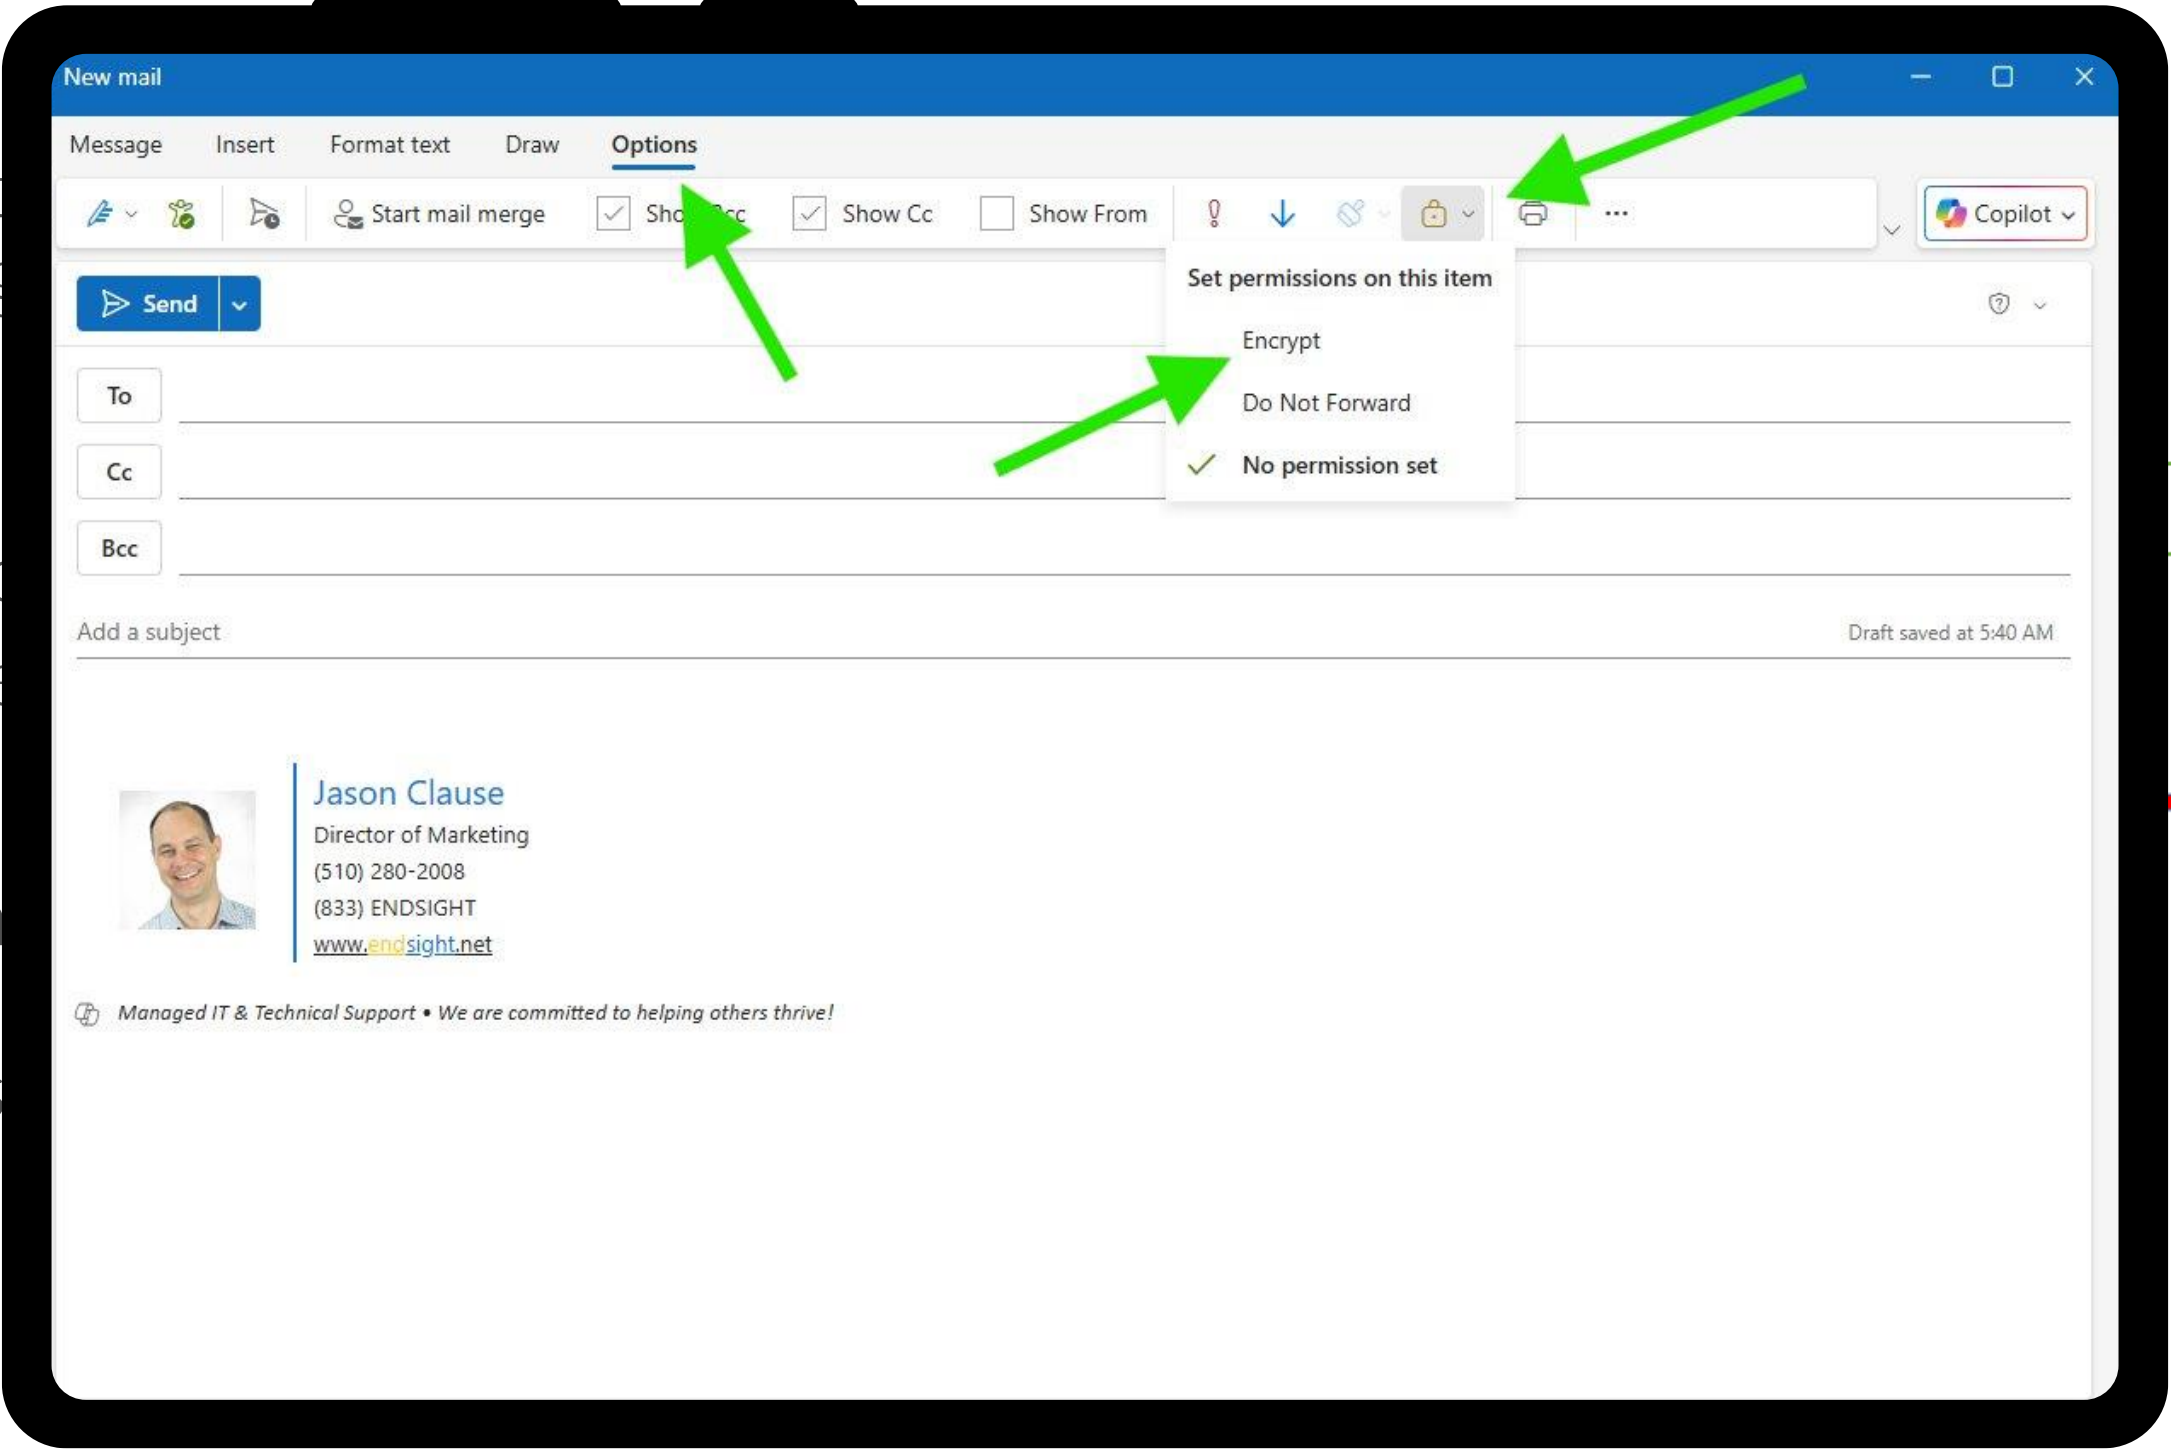 New mail
Message Insert Format text Draw Options
Start mail merge Show Bcc Show Cc Show From ... Copilot
Set permissions on this item
Send
Encrypt
To
Do Not Forward
Cc
No permission set
Bcc
Add a subject Draft saved at 5:40 AM
Jason Clause
Director of Marketing
(510) 280-2008
(833) ENDSIGHT
www.endsight.net
Managed IT & Technical Support • We are committed to helping others thrive!